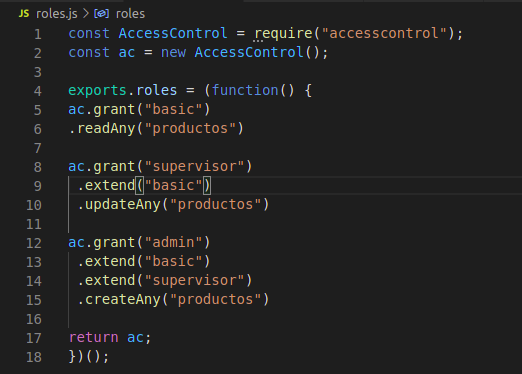 JS roles.js > roles
1 const AccessControl = require("accesscontrol");
2 const ac = new AccessControl();
3
4 exports.roles = (function() {
5 ac.grant("basic")
6 .readAny("productos")
7
8 ac.grant("supervisor")
9  .extend("basic")
10  .updateAny("productos")
11
12 ac.grant("admin")
13  .extend("basic")
14  .extend("supervisor")
15  .createAny("productos")
16
17 return ac;
18 })();